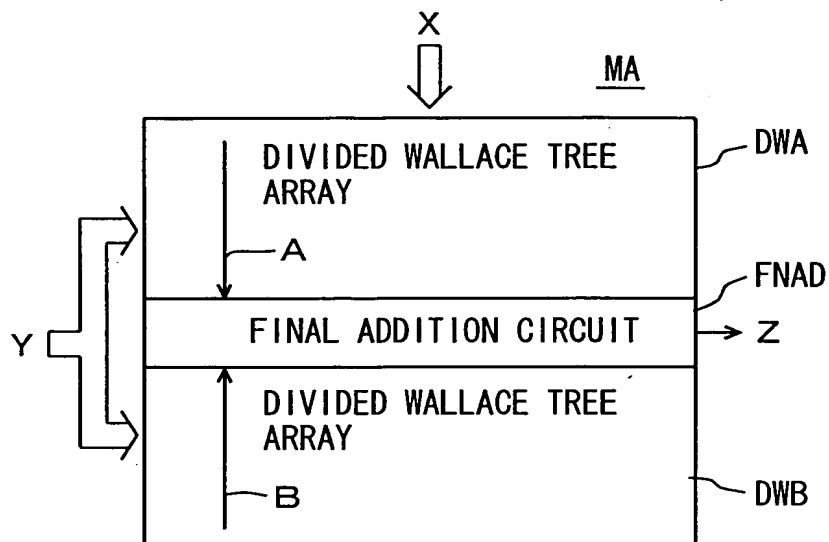 X
MA
DIVIDED WALLACE TREE
ARRAY
DWA
A
FNAD
Y
FINAL ADDITION CIRCUIT
Z
DIVIDED WALLACE TREE
ARRAY
B
DWB